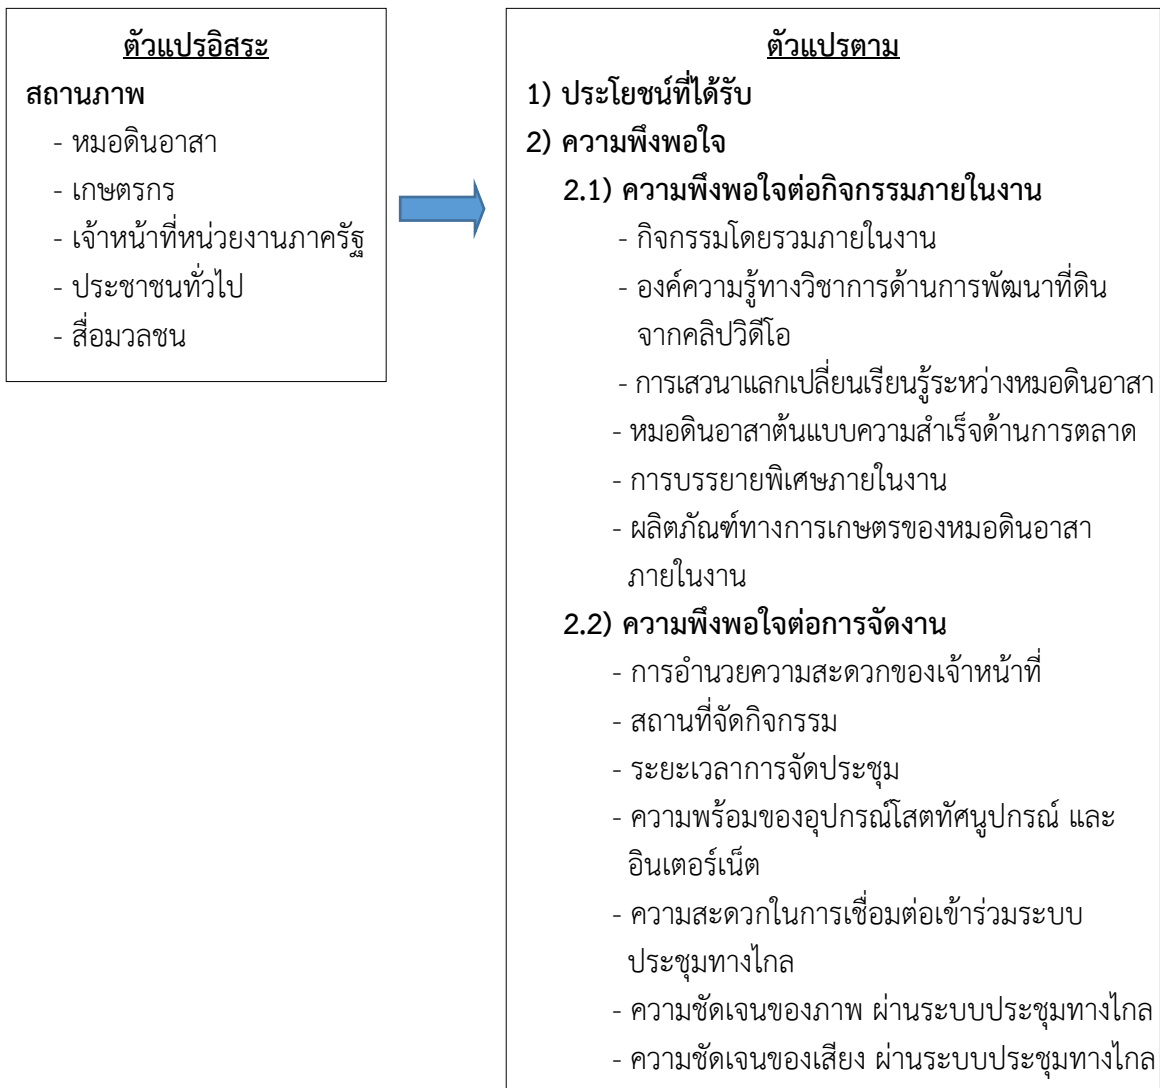 ตัวแปรอิสระ
สถานภาพ
- หมอดินอาสา
- เกษตรกร
- เจ้าหน้าที่หน่วยงานภาครัฐ
- ประชาชนทั่วไป
- สื่อมวลชน
ตัวแปรตาม
1) ประโยชน์ที่ได้รับ
2) ความพึงพอใจ
2.1) ความพึงพอใจต่อกิจกรรมภายในงาน
- กิจกรรมโดยรวมภายในงาน
- องค์ความรู้ทางวิชาการด้านการพัฒนาที่ดิน
จากคลิปวิดีโอ
- การเสวนาแลกเปลี่ยนเรียนรู้ระหว่างหมอดินอาสา
- หมอดินอาสาต้นแบบความสำเร็จด้านการตลาด
- การบรรยายพิเศษภายในงาน
- ผลิตภัณฑ์ทางการเกษตรของหมอดินอาสา
ภายในงาน
2.2) ความพึงพอใจต่อการจัดงาน
- การอำนวยความสะดวกของเจ้าหน้าที่
- สถานที่จัดกิจกรรม
- ระยะเวลาการจัดประชุม
- ความพร้อมของอุปกรณ์โสตทัศนูปกรณ์ และ
อินเตอร์เน็ต
- ความสะดวกในการเชื่อมต่อเข้าร่วมระบบ
ประชุมทางไกล
- ความชัดเจนของภาพ ผ่านระบบประชุมทางไกล
- ความชัดเจนของเสียง ผ่านระบบประชุมทางไกล